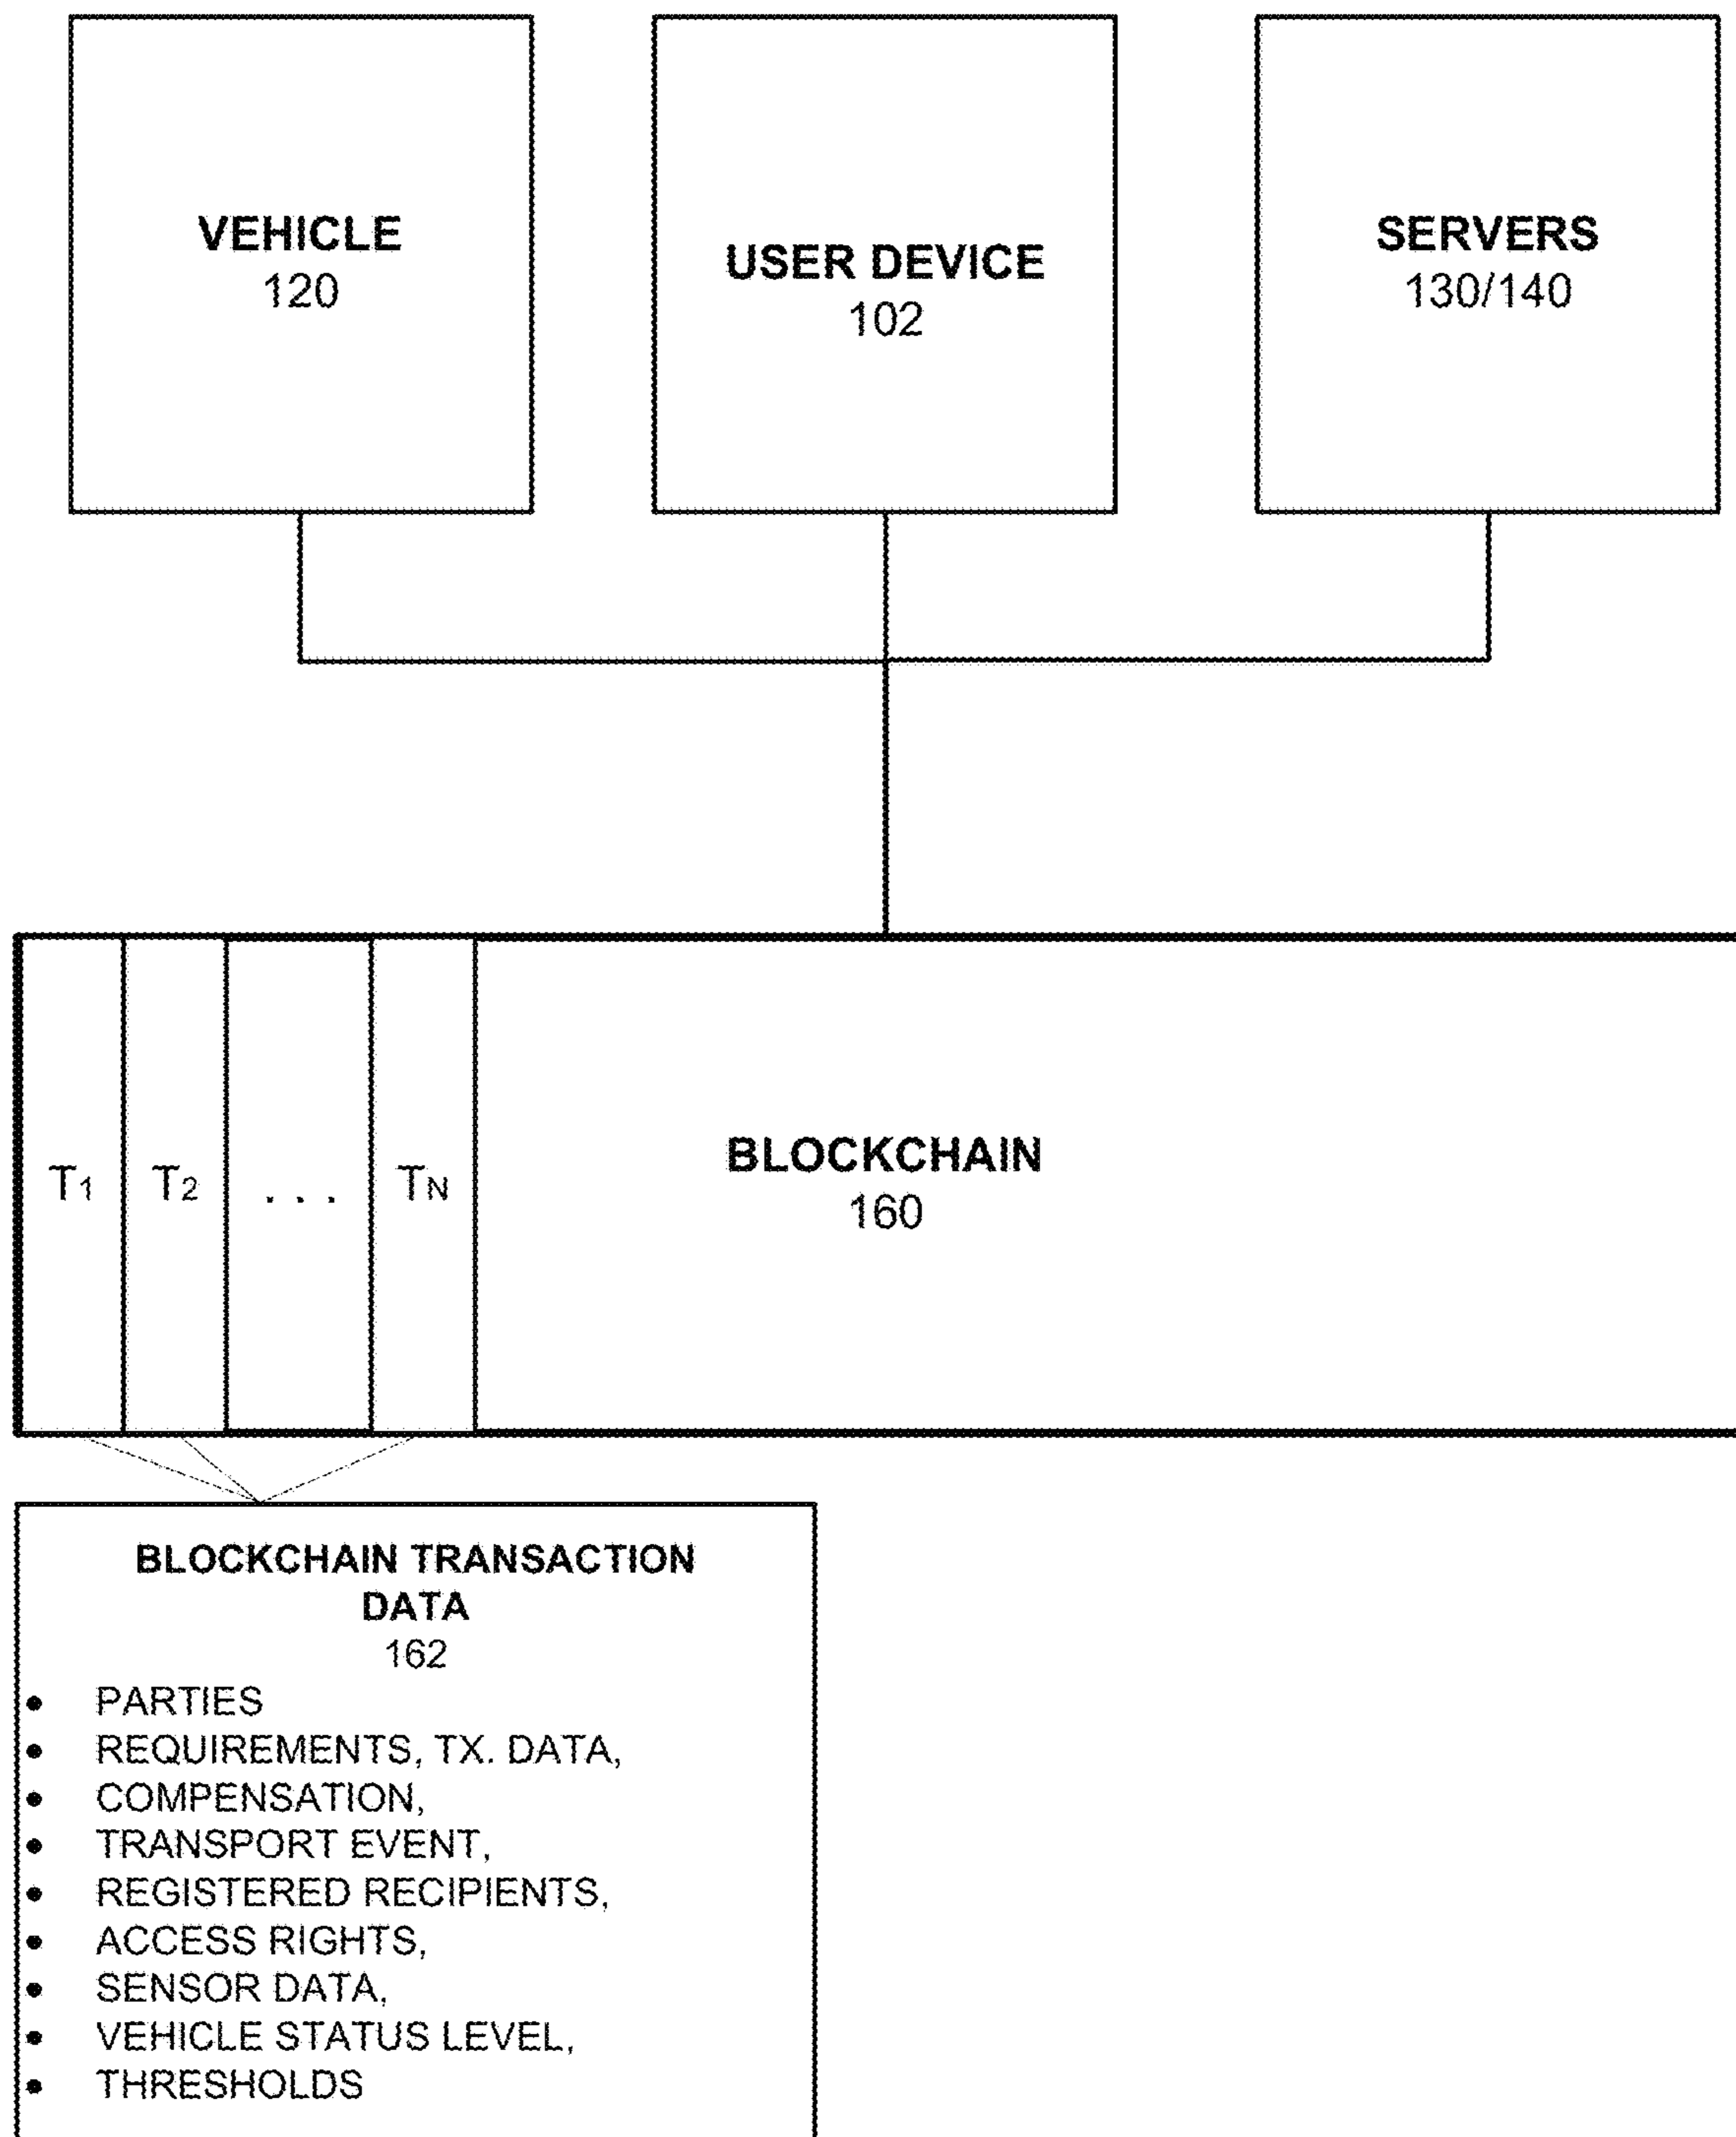 VEHICLE
120
USER DEVICE
102
SERVERS
130/140
T1
T2
. . .
TN
BLOCKCHAIN
160
BLOCKCHAIN TRANSACTION
DATA
162
• PARTIES
• REQUIREMENTS, TX. DATA,
• COMPENSATION,
• TRANSPORT EVENT,
• REGISTERED RECIPIENTS,
• ACCESS RIGHTS,
• SENSOR DATA,
• VEHICLE STATUS LEVEL,
• THRESHOLDS